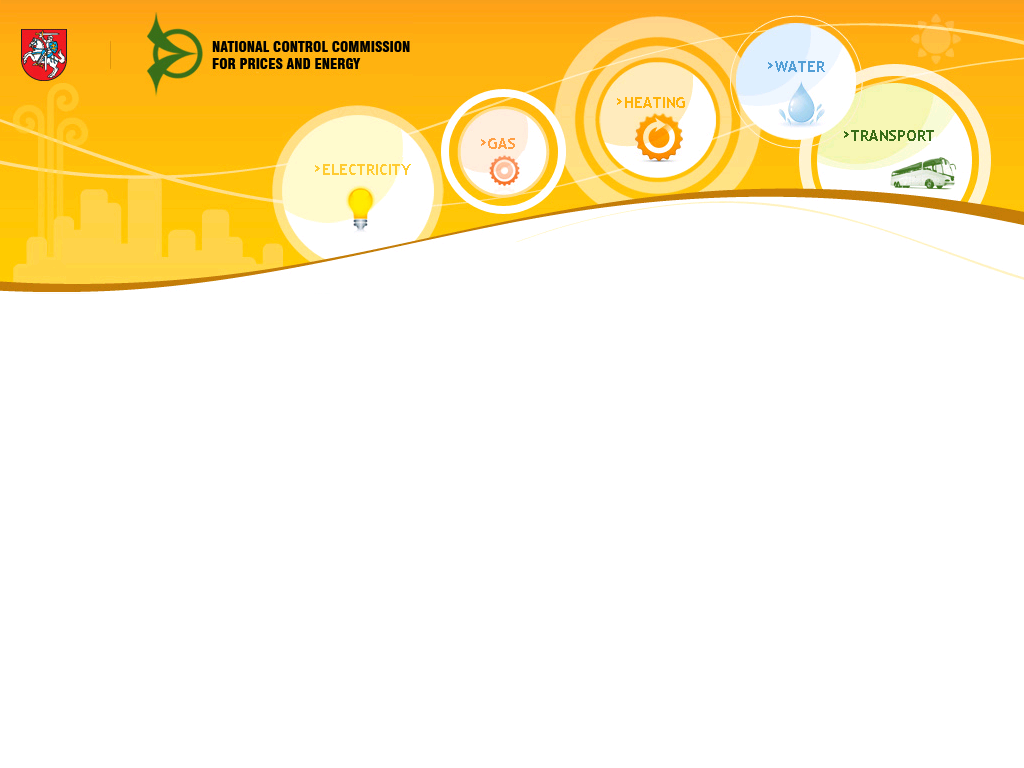 NATIONAL CONTROL COMMISSION
FOR PRICES AND ENERGY
>ELECTRICITY
>GAS
>HEATING
>WATER
>TRANSPORT